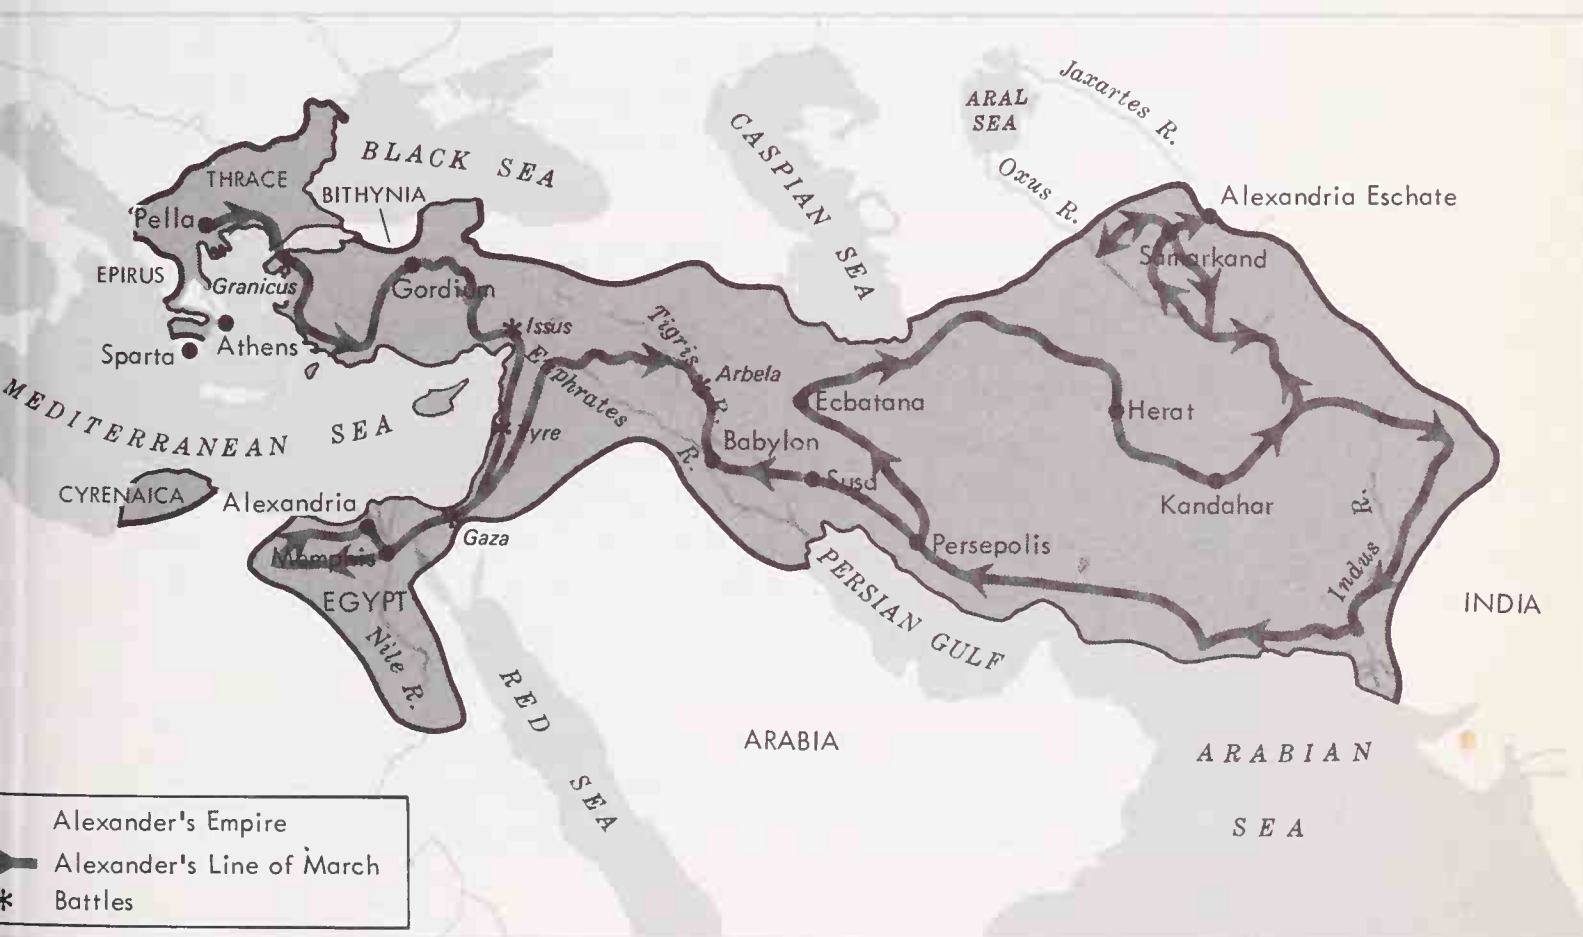 ARAL
SEA
Jaxartes R.
Oxus R.
CASPIAN SEA
BLACK SEA
THRACE
BITHYNIA
Pella
EPIRUS
Granicus
Gordium
Sparta
Athens
Issus
Tigris R.
Euphrates R.
Arbela
Ecbatana
Alexandria Eschate
Samarkand
Herat
Kandahar
MEDITERRANEAN SEA
Tyre
Babylon
Susa
CYRENAICA
Alexandria
Gaza
Memphis
EGYPT
Nile R.
Persepolis
PERSIAN GULF
Indus R.
INDIA
RED SEA
ARABIA
ARABIAN
SEA
Alexander's Empire
Alexander's Line of March
Battles